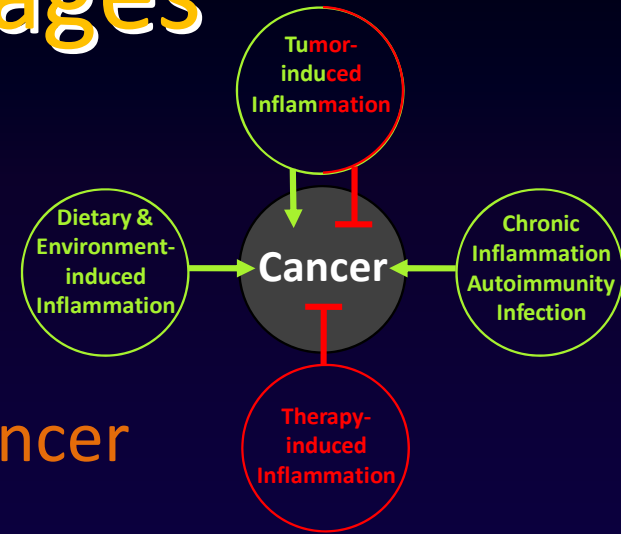 ages
Tumor-
induced
Inflammation
Dietary &
Environment-
induced
Inflammation
Cancer
Chronic
Inflammation
Autoimmunity
Infection
ncer
Therapy-
induced
Inflammation